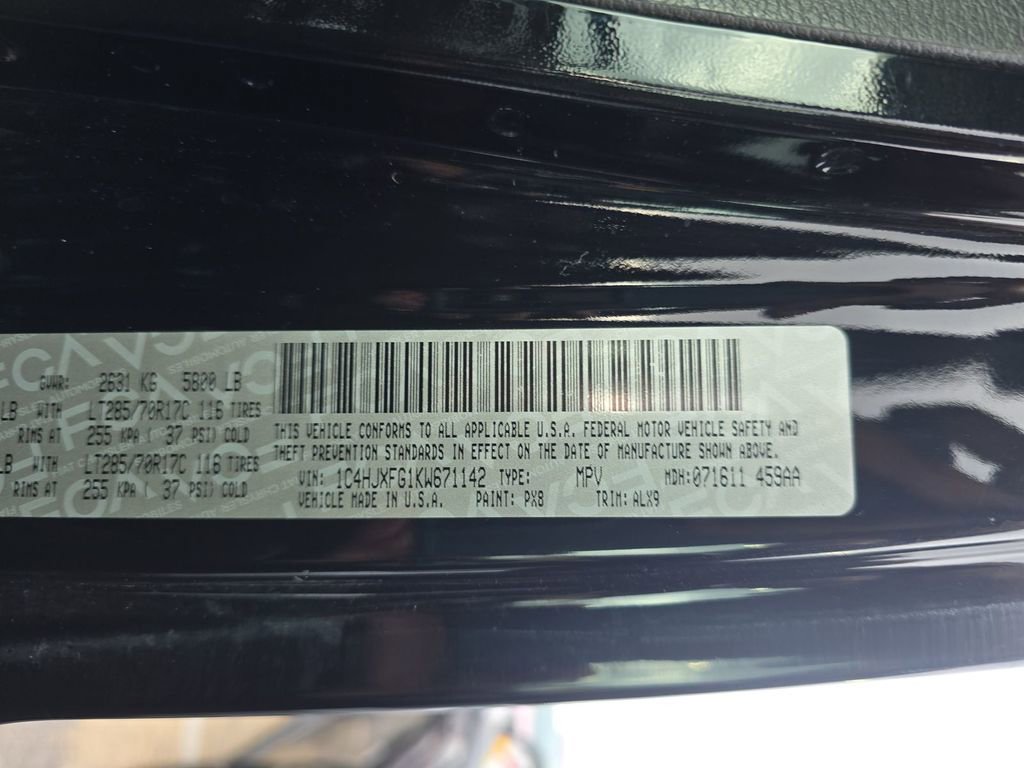 GVWR: 2631 KG 5800 LB
LB WITH LT285/70R17C 116 TIRES
RIMS AT 255 KPA ( 37 PSI) COLD
LB WITH LT285/70R17C 116 TIRES
RIMS AT 255 KPA ( 37 PSI) COLD
THIS VEHICLE CONFORMS TO ALL APPLICABLE U.S.A. FEDERAL MOTOR VEHICLE SAFETY AND
THEFT PREVENTION STANDARDS IN EFFECT ON THE DATE OF MANUFACTURE SHOWN ABOVE.
VIN: 1C4HJXFG1KW671142 TYPE: MPV MDH: 071611 459AA
VEHICLE MADE IN U.S.A. PAINT: PX8 TRIM: ALX9